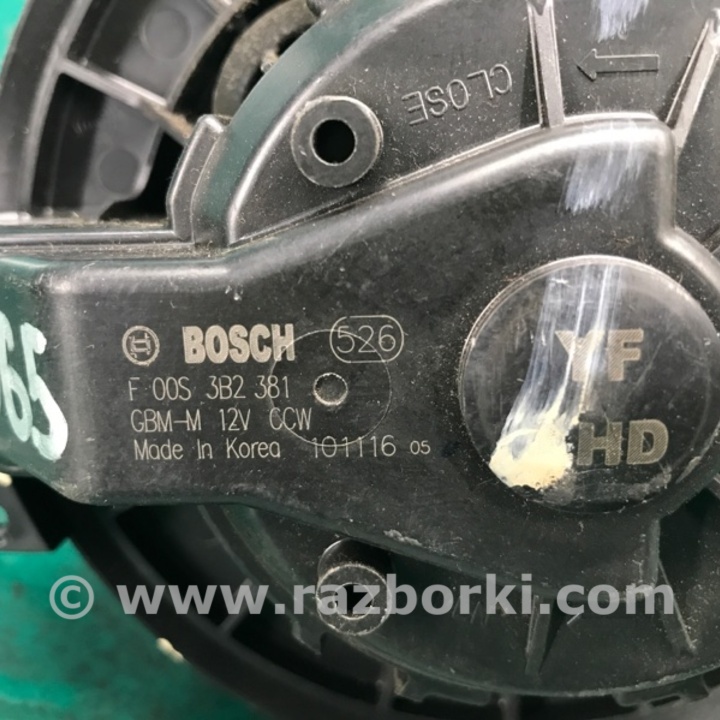 CLOSE
65
BOSCH 526
F 00S 3B2 381
GBM-M 12V CCW
Made In Korea 101116 05
YF
HD
© www.razborki.com